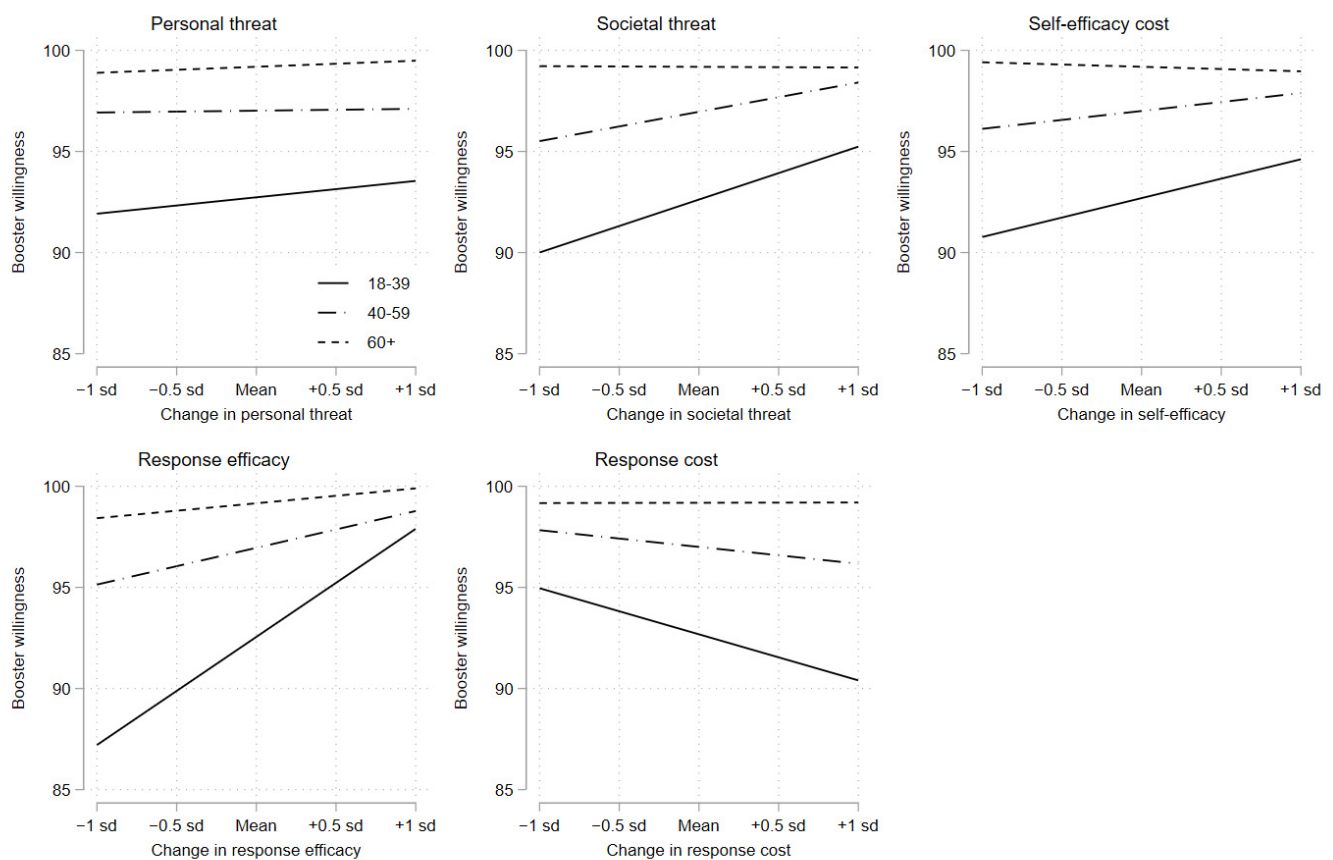 Personal threat
100
95
90
85
Booster willingness
18-39
40-59
60+
−1 sd −0.5 sd Mean +0.5 sd +1 sd
Change in personal threat
Societal threat
100
95
90
85
Booster willingness
−1 sd −0.5 sd Mean +0.5 sd +1 sd
Change in societal threat
Self-efficacy cost
100
95
90
85
Booster willingness
−1 sd −0.5 sd Mean +0.5 sd +1 sd
Change in self-efficacy
Response efficacy
100
95
90
85
Booster willingness
−1 sd −0.5 sd Mean +0.5 sd +1 sd
Change in response efficacy
Response cost
100
95
90
85
Booster willingness
−1 sd −0.5 sd Mean +0.5 sd +1 sd
Change in response cost